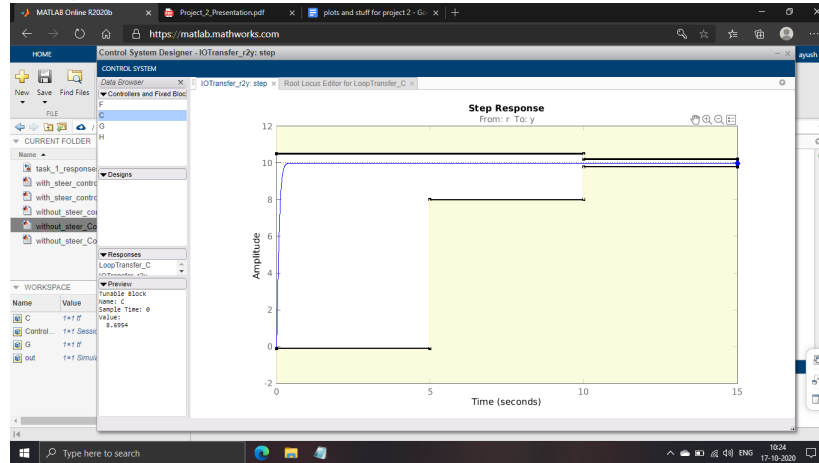 MATLAB Online R2020b
Project_2_Presentation.pdf
plots and stuff for project 2 - Go
https://matlab.mathworks.com
HOME
Control System Designer - IOTransfer_r2y: step
ayush
CONTROL SYSTEM
New Save Find Files
FILE
Data Browser
IOTransfer_r2y: step
Root Locus Editor for LoopTransfer_C
Controllers and Fixed Bloc
F
C
G
H
CURRENT FOLDER
Name
task_1_response
with_steer_contro
with_steer_contro
without_steer_co
without_steer_Co
without_steer_Co
Designs
Responses
LoopTransfer_C
Preview
Tunable Block
Name: C
Sample Time: 0
Value:
WORKSPACE
Name Value
C 1×1 tf
Control... 1×1 Sessio
G 1×1 tf
out 1×1 Simula
Step Response
From: r To: y
Amplitude
12
10
8
6
4
2
0
-2
0 5 10 15
Time (seconds)
Type here to search
ENG
10:24
17-10-2020